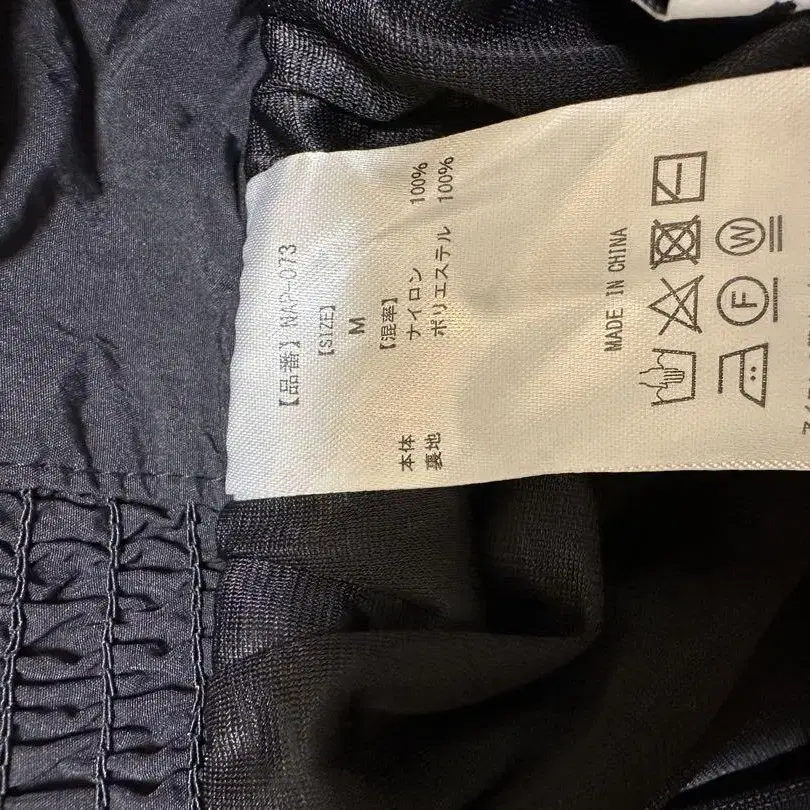 【品番】NAP-073
【SIZE】
M
【混率】
本体 ナイロン 100%
裏地 ポリエステル 100%
MADE IN CHINA
F W